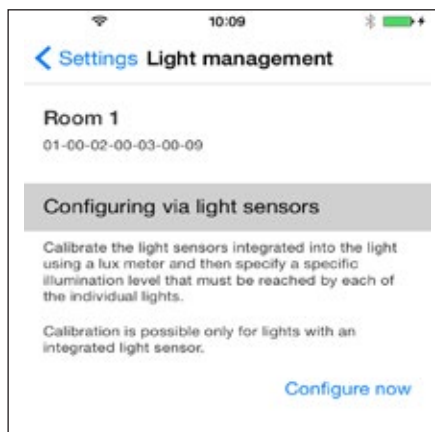 10:09
Settings Light management
Room 1
01-00-02-00-03-00-09
Configuring via light sensors
Calibrate the light sensors integrated into the light
using a lux meter and then specify a specific
illumination level that must be reached by each of
the individual lights.
Calibration is possible only for lights with an
integrated light sensor.
Configure now